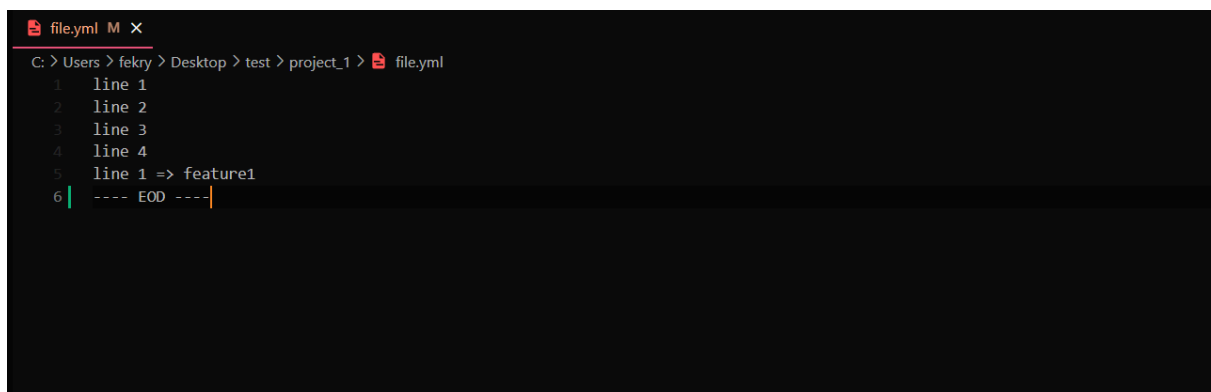 file.yml M ×
C: > Users > fekry > Desktop > test > project_1 > file.yml
1 line 1
2 line 2
3 line 3
4 line 4
5 line 1 => feature1
6 ---- EOD ----